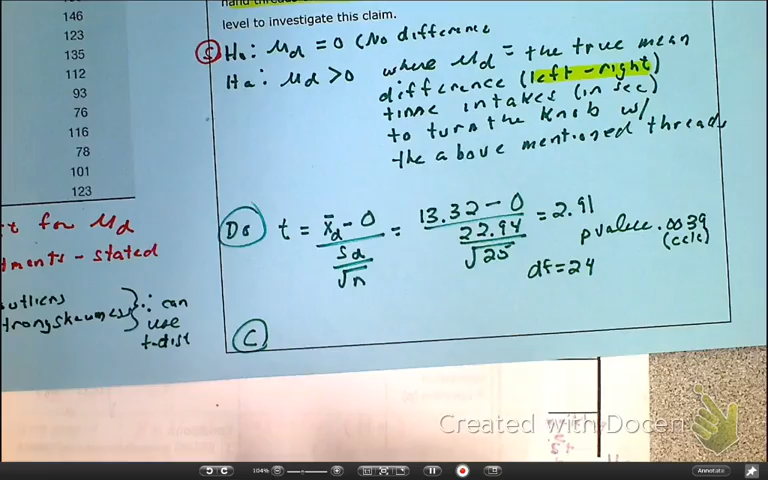 level to investigate this claim.
146
123
135
112
93
76
116
78
101
123
S Ho: μd = 0 (No difference
Ha: μd > 0
where μd = the true mean
difference (left-right)
time in takes (in sec)
to turn the knob w/
the above mentioned threads
for μd
- stated
∴ can
use
t-dist
Do t = x̄d - 0 / sd/√n = 13.32 - 0 / 22.94/√25 = 2.91
pvalue .0039
(calc)
df = 24
C
Created with Doceri
104%
Annotate